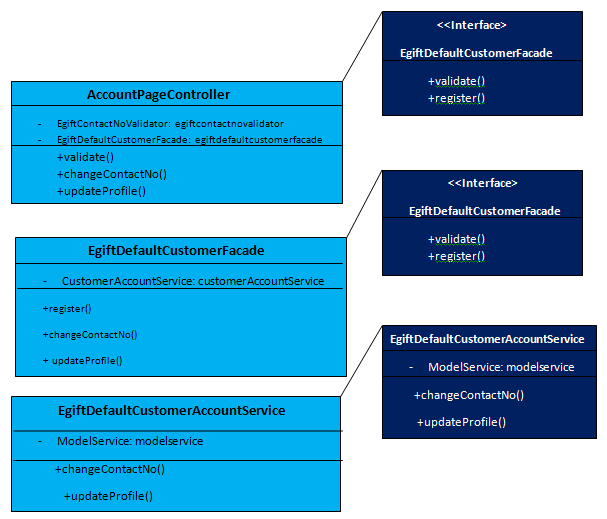 <<Interface>
EgiftDefaultCustomerFacade
+validate()
+register()
AccountPageController
- EgiftContactNoValidator: egiftcontactnovalidator
- EgiftDefaultCustomerFacade: egiftdefaultcustomerfacade
+validate()
+changeContactNo()
+updateProfile()
<<Interface>
EgiftDefaultCustomerFacade
+validate()
+register()
EgiftDefaultCustomerFacade
- CustomerAccountService: customerAccountService
+register()
+changeContactNo()
+ updateProfile()
EgiftDefaultCustomerAccountService
- ModelService: modelservice
+changeContactNo()
+updateProfile()
EgiftDefaultCustomerAccountService
- ModelService: modelservice
+changeContactNo()
+updateProfile()